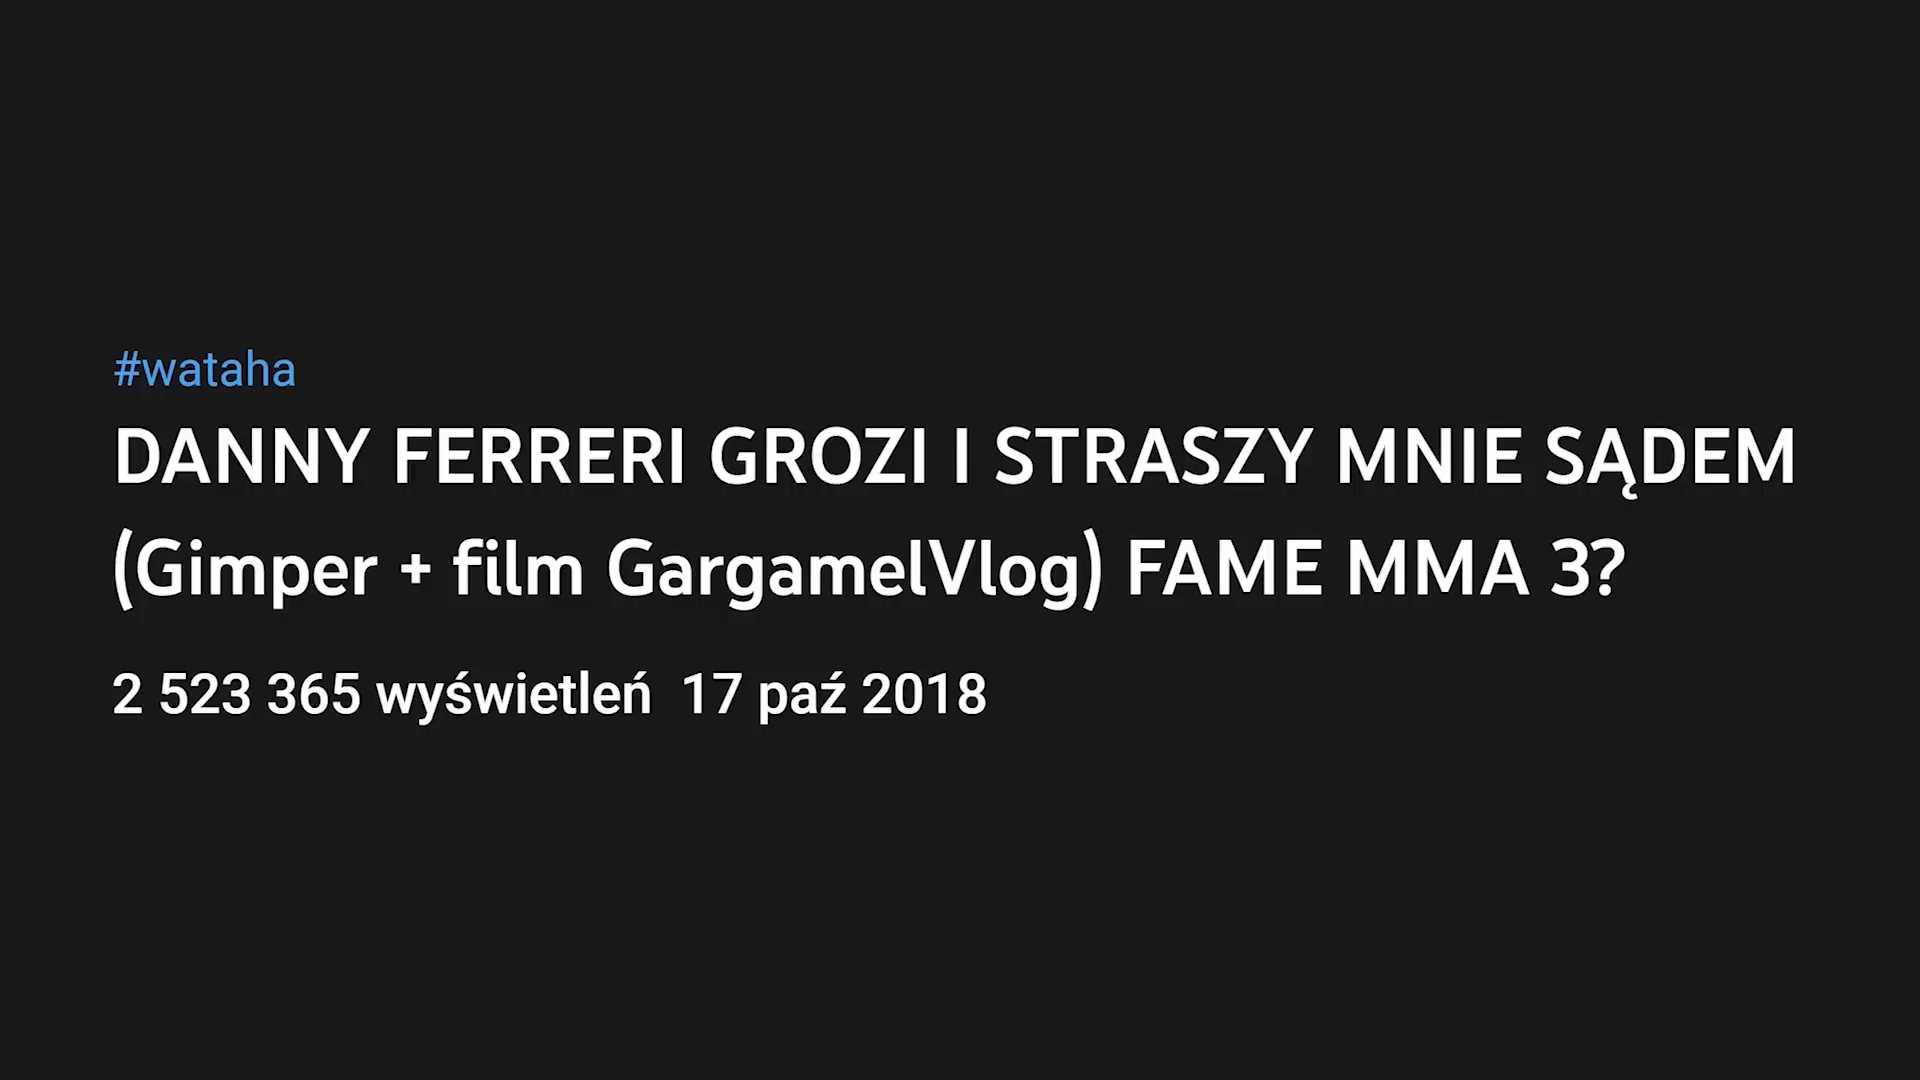 #wataha
DANNY FERRERI GROZI I STRASZY MNIE SĄDEM
(Gimper + film GargamelVlog) FAME MMA 3?
2 523 365 wyświetleń 17 paź 2018